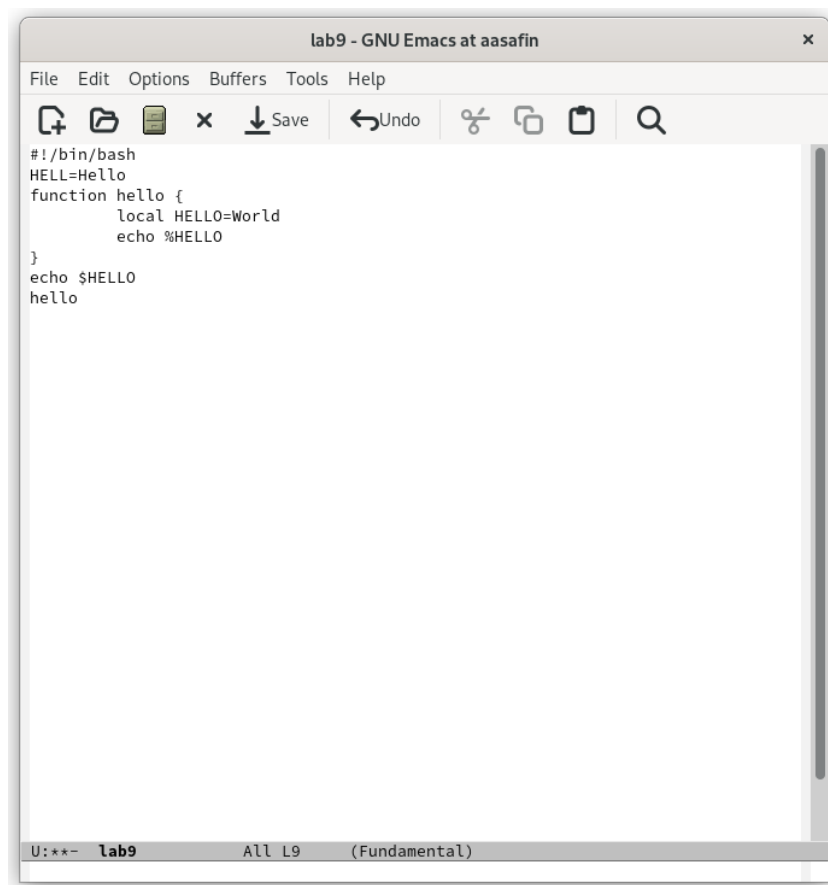 lab9 - GNU Emacs at aasafin
File Edit Options Buffers Tools Help
Save Undo
#!/bin/bash
HELL=Hello
function hello {
        local HELLO=World
        echo %HELLO
}
echo $HELLO
hello
U:**- lab9 All L9 (Fundamental)